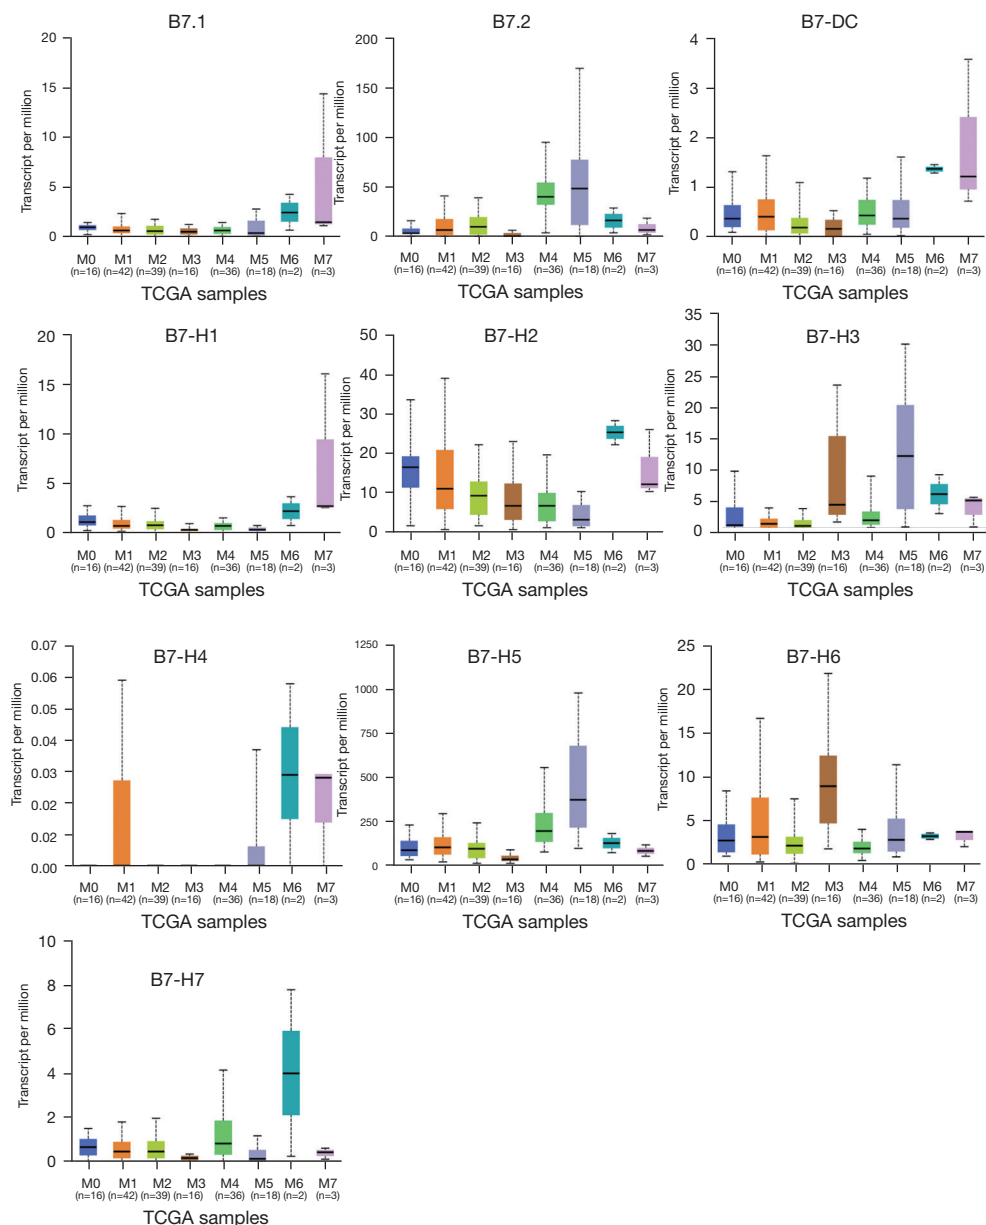 B7.1
Transcript per million
20
15
10
5
0
M0 M1 M2 M3 M4 M5 M6 M7
(n=16) (n=42) (n=39) (n=16) (n=36) (n=18) (n=2) (n=3)
TCGA samples
B7.2
Transcript per million
200
150
100
50
0
M0 M1 M2 M3 M4 M5 M6 M7
(n=16) (n=42) (n=39) (n=16) (n=36) (n=18) (n=2) (n=3)
TCGA samples
B7-DC
Transcript per million
4
3
2
1
0
M0 M1 M2 M3 M4 M5 M6 M7
(n=16) (n=42) (n=39) (n=16) (n=36) (n=18) (n=2) (n=3)
TCGA samples
B7-H1
Transcript per million
20
15
10
5
0
M0 M1 M2 M3 M4 M5 M6 M7
(n=16) (n=42) (n=39) (n=16) (n=36) (n=18) (n=2) (n=3)
TCGA samples
B7-H2
Transcript per million
50
40
30
20
10
0
M0 M1 M2 M3 M4 M5 M6 M7
(n=16) (n=42) (n=39) (n=16) (n=36) (n=18) (n=2) (n=3)
TCGA samples
B7-H3
Transcript per million
35
30
25
20
15
10
5
0
M0 M1 M2 M3 M4 M5 M6 M7
(n=16) (n=42) (n=39) (n=16) (n=36) (n=18) (n=2) (n=3)
TCGA samples
B7-H4
Transcript per million
0.07
0.06
0.05
0.04
0.03
0.02
0.02
0.00
M0 M1 M2 M3 M4 M5 M6 M7
(n=16) (n=42) (n=39) (n=16) (n=36) (n=18) (n=2) (n=3)
TCGA samples
B7-H5
Transcript per million
1250
1000
750
500
250
0
M0 M1 M2 M3 M4 M5 M6 M7
(n=16) (n=42) (n=39) (n=16) (n=36) (n=18) (n=2) (n=3)
TCGA samples
B7-H6
Transcript per million
25
20
15
10
5
0
M0 M1 M2 M3 M4 M5 M6 M7
(n=16) (n=42) (n=39) (n=16) (n=36) (n=18) (n=2) (n=3)
TCGA samples
B7-H7
Transcript per million
10
8
6
4
2
0
M0 M1 M2 M3 M4 M5 M6 M7
(n=16) (n=42) (n=39) (n=16) (n=36) (n=18) (n=2) (n=3)
TCGA samples